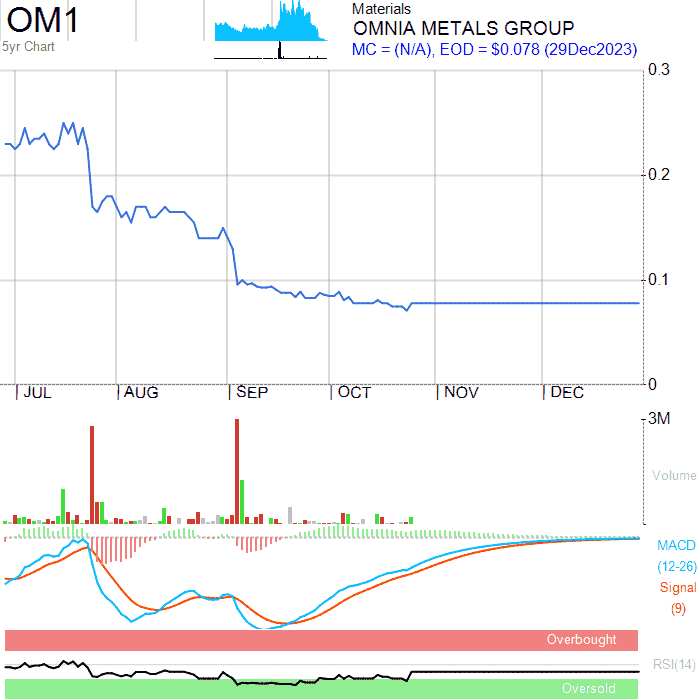 OM1
5yr Chart
Materials
OMNIA METALS GROUP
MC = (N/A), EOD = $0.078 (29Dec2023)
0.3
0.2
0.1
0
JUL AUG SEP OCT NOV DEC
3M
Volume
MACD
(12-26)
Signal
(9)
Overbought
RSI(14)
Oversold